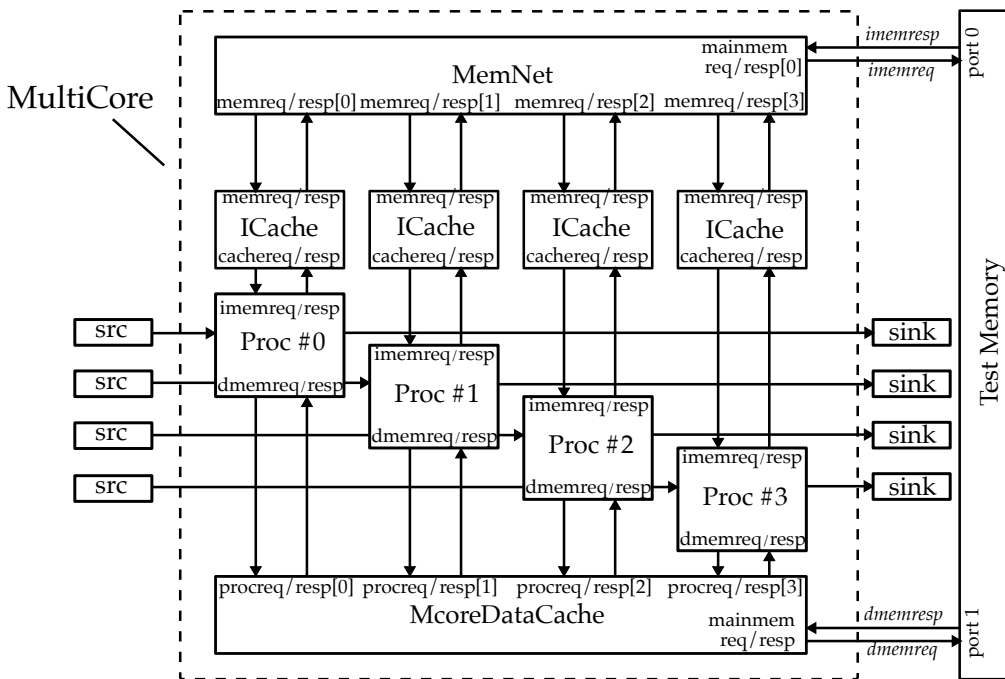 imemresp
port 0
mainmem
MemNet
req/resp[0]
imemreq
MultiCore
memreq/resp[0]
memreq/resp[1]
memreq/resp[2]
memreq/resp[3]
memreq/resp
memreq/resp
memreq/resp
memreq/resp
ICache
ICache
ICache
ICache
cachereq/resp
cachereq/resp
cachereq/resp
cachereq/resp
imemreq/resp
src
Proc #0
sink
imemreq/resp
src
dmemreq/resp
Proc #1
sink
Test Memory
imemreq/resp
src
dmemreq/resp
Proc #2
sink
imemreq/resp
src
dmemreq/resp
Proc #3
sink
dmemreq/resp
procreq/resp[0]
procreq/resp[1]
procreq/resp[2]
procreq/resp[3]
McoreDataCache
mainmem
req/resp
dmemresp
dmemreq
port 1